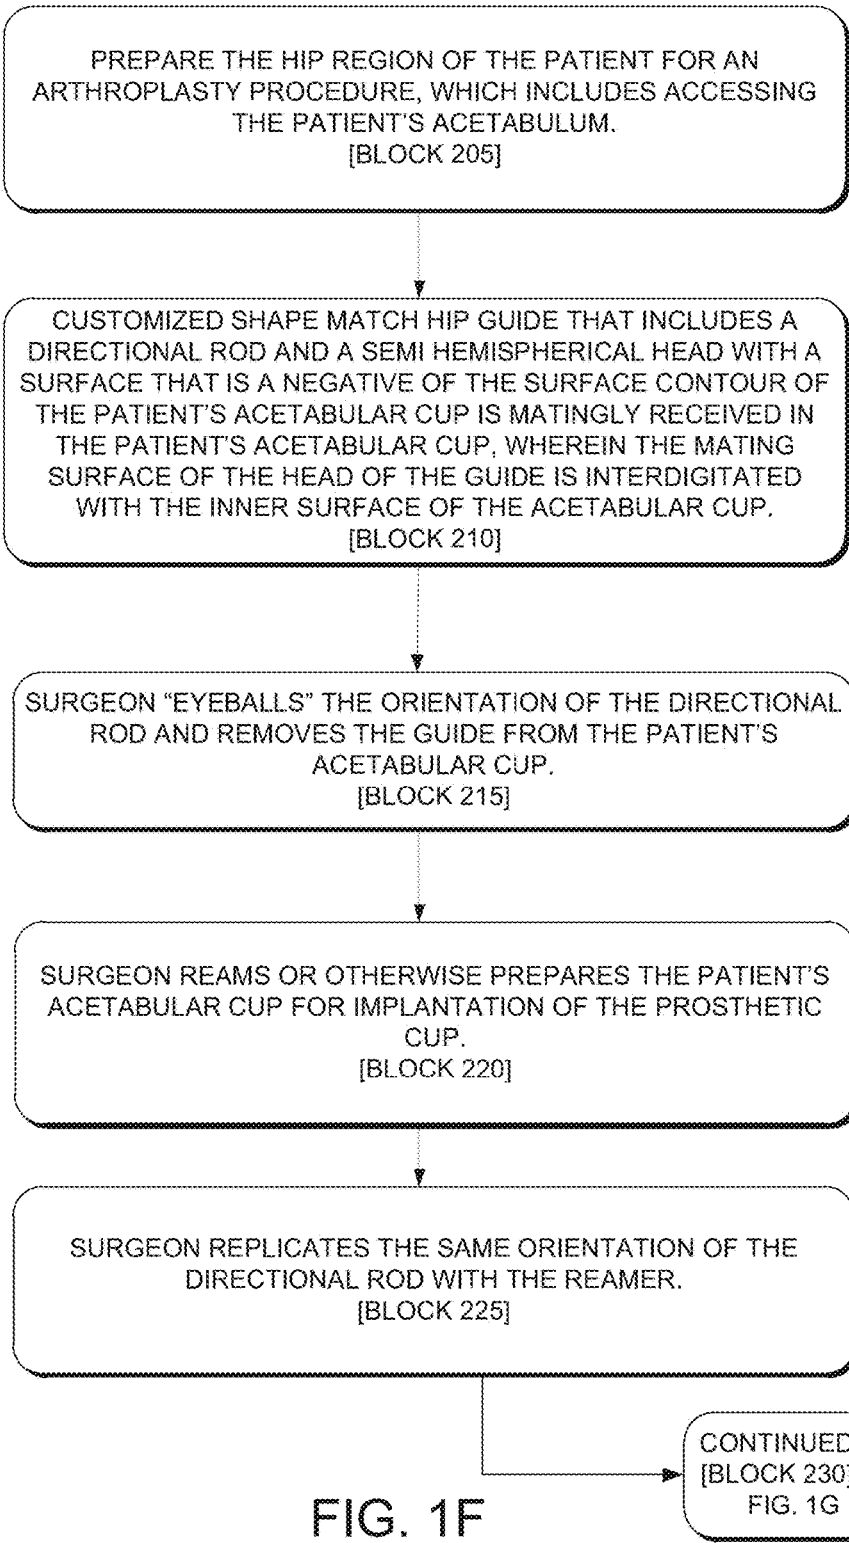 PREPARE THE HIP REGION OF THE PATIENT FOR AN
ARTHROPLASTY PROCEDURE, WHICH INCLUDES ACCESSING
THE PATIENT'S ACETABULUM.
[BLOCK 205]
CUSTOMIZED SHAPE MATCH HIP GUIDE THAT INCLUDES A
DIRECTIONAL ROD AND A SEMI HEMISPHERICAL HEAD WITH A
SURFACE THAT IS A NEGATIVE OF THE SURFACE CONTOUR OF
THE PATIENT'S ACETABULAR CUP IS MATINGLY RECEIVED IN
THE PATIENT'S ACETABULAR CUP, WHEREIN THE MATING
SURFACE OF THE HEAD OF THE GUIDE IS INTERDIGITATED
WITH THE INNER SURFACE OF THE ACETABULAR CUP.
[BLOCK 210]
SURGEON "EYEBALLS" THE ORIENTATION OF THE DIRECTIONAL
ROD AND REMOVES THE GUIDE FROM THE PATIENT'S
ACETABULAR CUP.
[BLOCK 215]
SURGEON REAMS OR OTHERWISE PREPARES THE PATIENT'S
ACETABULAR CUP FOR IMPLANTATION OF THE PROSTHETIC
CUP.
[BLOCK 220]
SURGEON REPLICATES THE SAME ORIENTATION OF THE
DIRECTIONAL ROD WITH THE REAMER.
[BLOCK 225]
CONTINUED
[BLOCK 230]
FIG. 1G
FIG. 1F